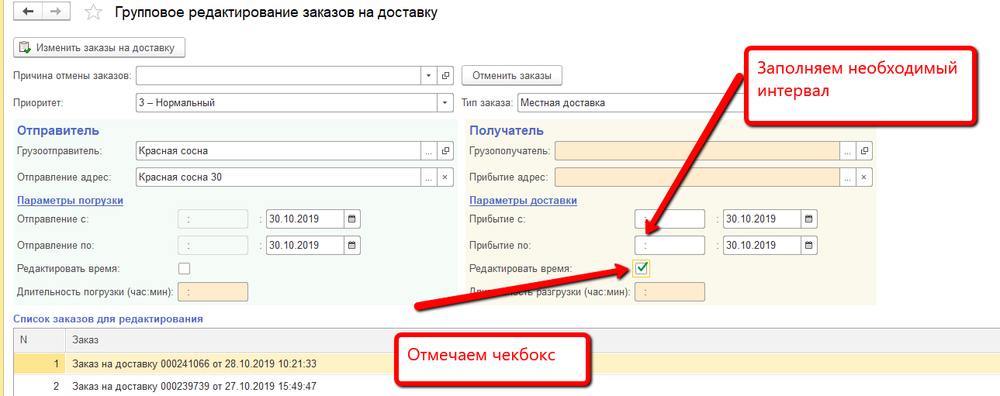 Групповое редактирование заказов на доставку
Изменить заказы на доставку
Причина отмены заказов:
Отменить заказы
Заполняем необходимый
интервал
Приоритет: 3 – Нормальный
Тип заказа: Местная доставка
Отправитель
Получатель
Грузоотправитель: Красная сосна ...
Грузополучатель: ...
Отправление адрес: Красная сосна 30 ... ×
Прибытие адрес: ... ×
Параметры погрузки
Параметры доставки
Отправление с: : : 30.10.2019
Прибытие с: : : 30.10.2019
Отправление по: : : 30.10.2019
Прибытие по: : : 30.10.2019
Редактировать время:
Редактировать время:
Длительность погрузки (час:мин): :
разгрузки (час:мин): :
Список заказов для редактирования
N Заказ
Отмечаем чекбокс
1 Заказ на доставку 000241066 от 28.10.2019 10:21:33
2 Заказ на доставку 000239739 от 27.10.2019 15:49:47